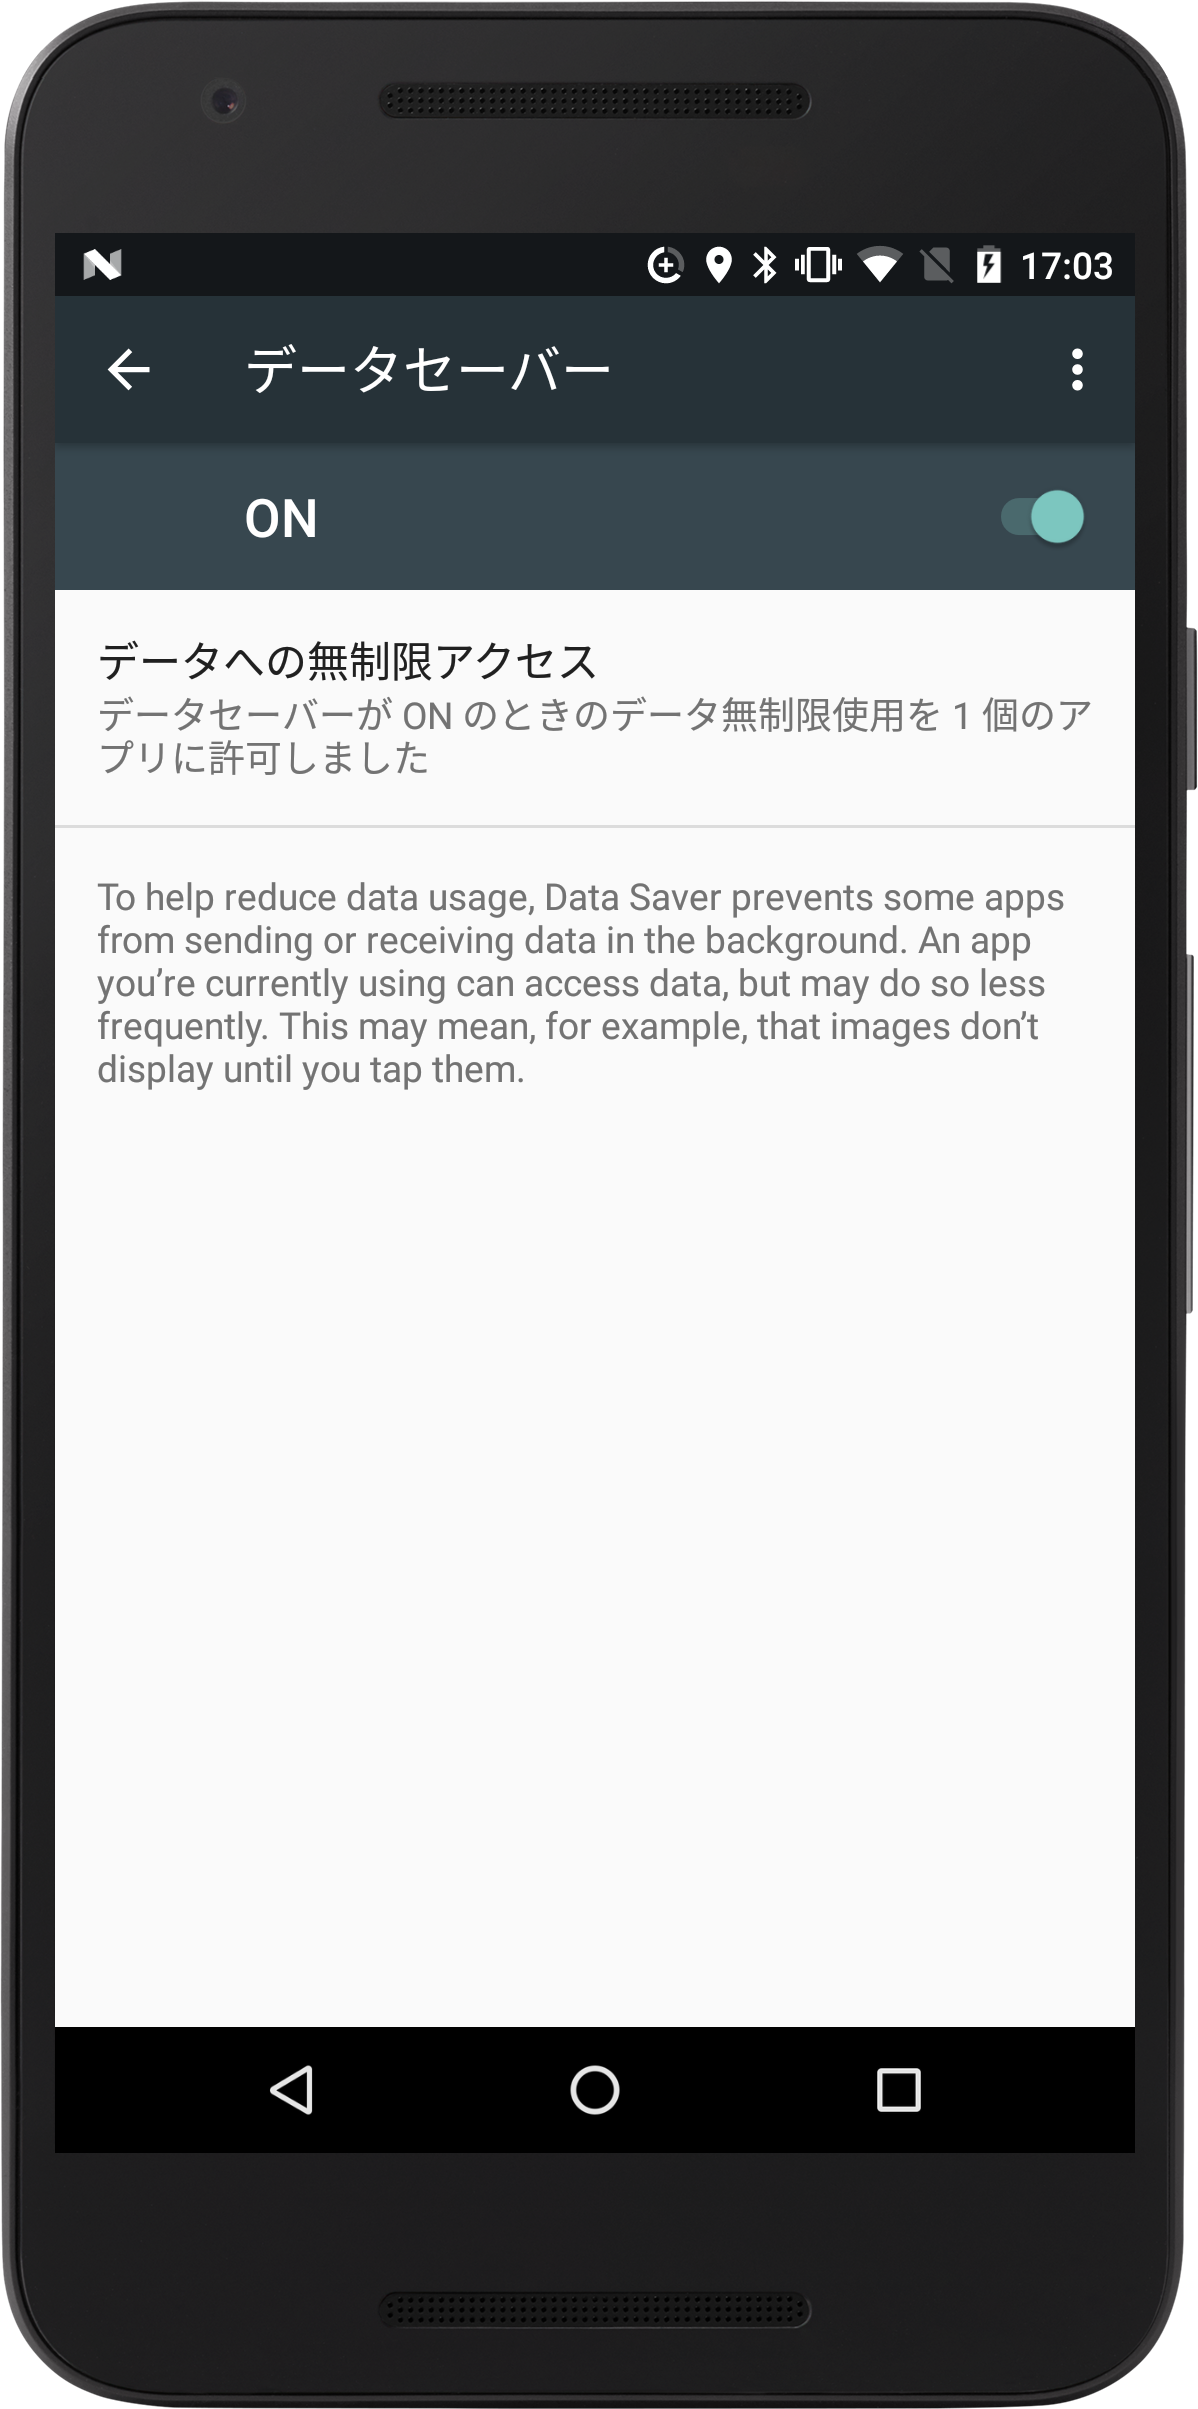 17:03
データセーバー
ON
データへの無制限アクセス
データセーバーが ON のときのデータ無制限使用を 1 個のア
プリに許可しました
To help reduce data usage, Data Saver prevents some apps
from sending or receiving data in the background. An app
you’re currently using can access data, but may do so less
frequently. This may mean, for example, that images don’t
display until you tap them.